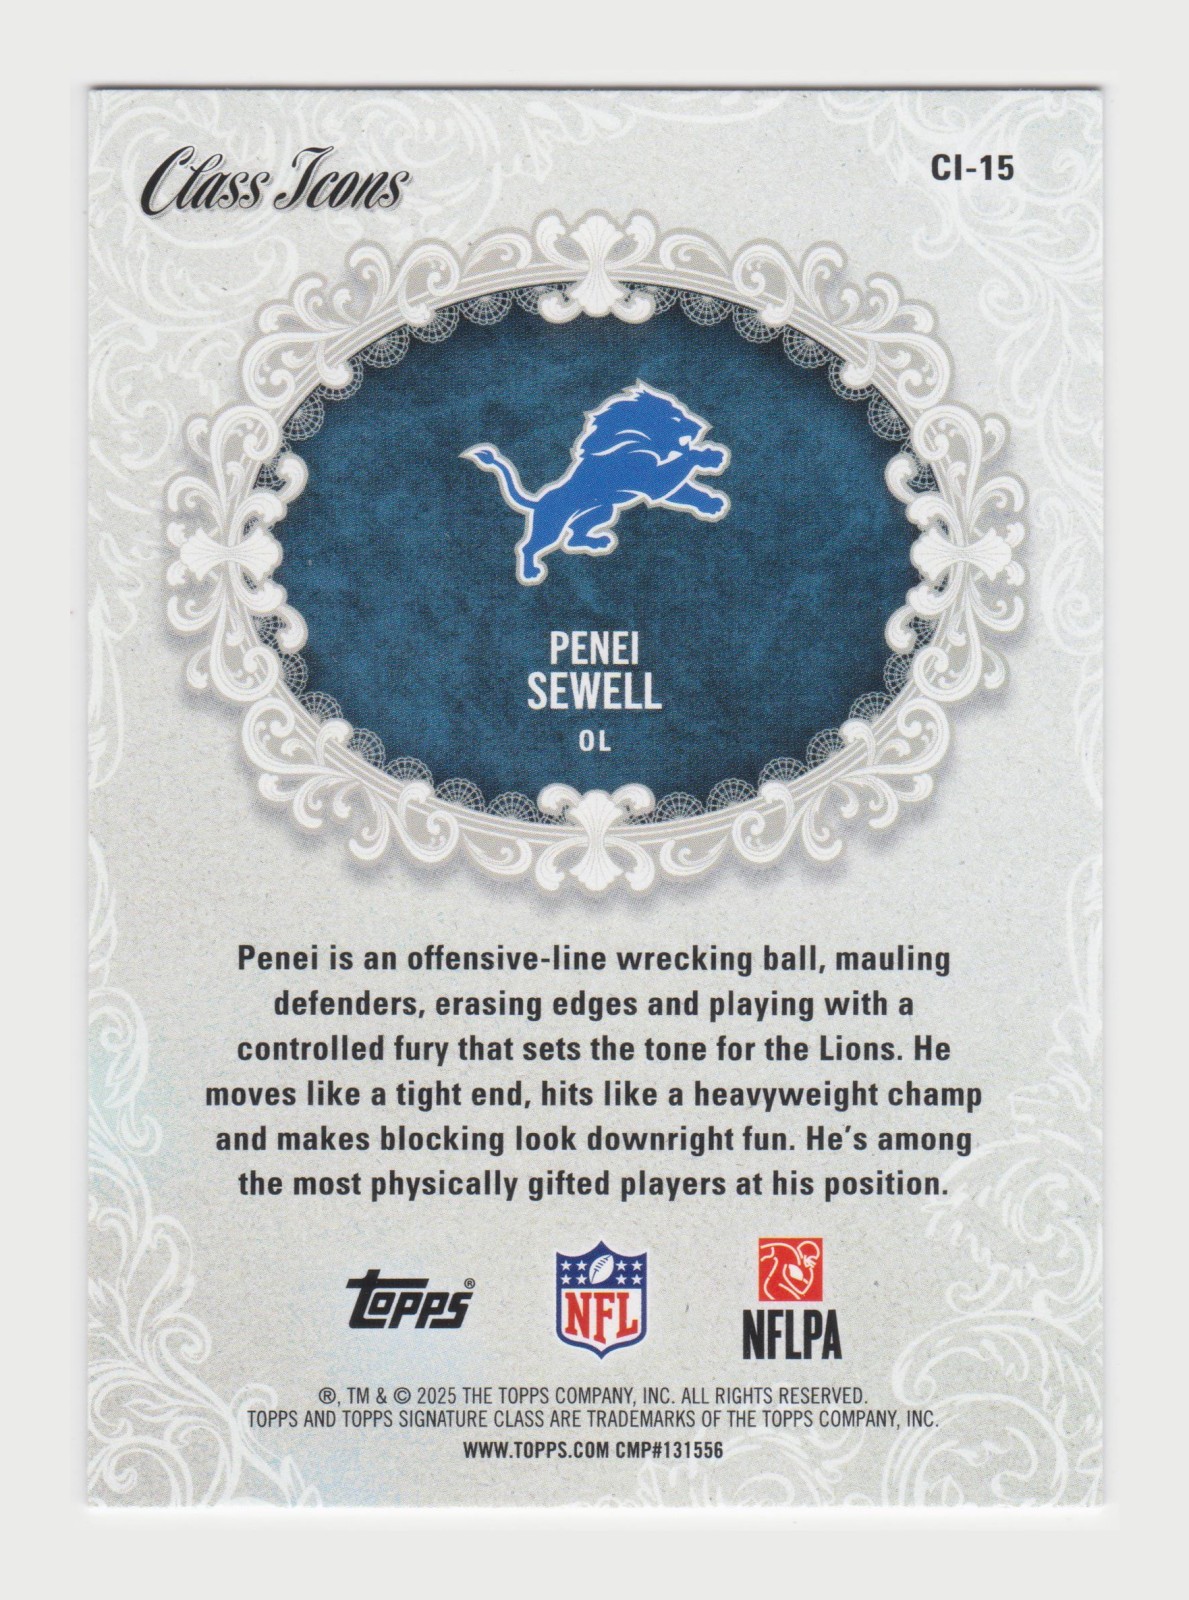 Class Icons
CI-15
PENEI
SEWELL
OL
Penei is an offensive-line wrecking ball, mauling
defenders, erasing edges and playing with a
controlled fury that sets the tone for the Lions. He
moves like a tight end, hits like a heavyweight champ
and makes blocking look downright fun. He's among
the most physically gifted players at his position.
topps®
NFL
NFLPA
®, TM & © 2025 THE TOPPS COMPANY, INC. ALL RIGHTS RESERVED.
TOPPS AND TOPPS SIGNATURE CLASS ARE TRADEMARKS OF THE TOPPS COMPANY, INC.
WWW.TOPPS.COM CMP#131556